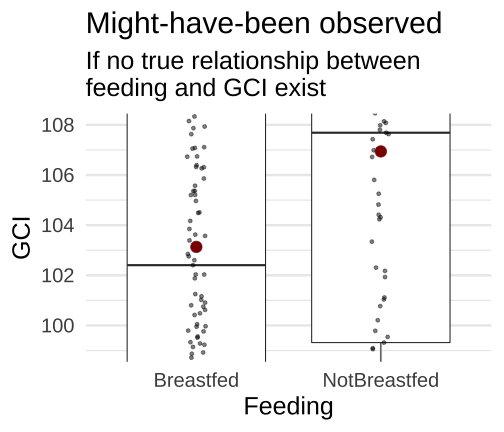 Might-have-been observed
If no true relationship between
feeding and GCI exist
108
106
104
102
100
GCI
Breastfed NotBreastfed
Feeding